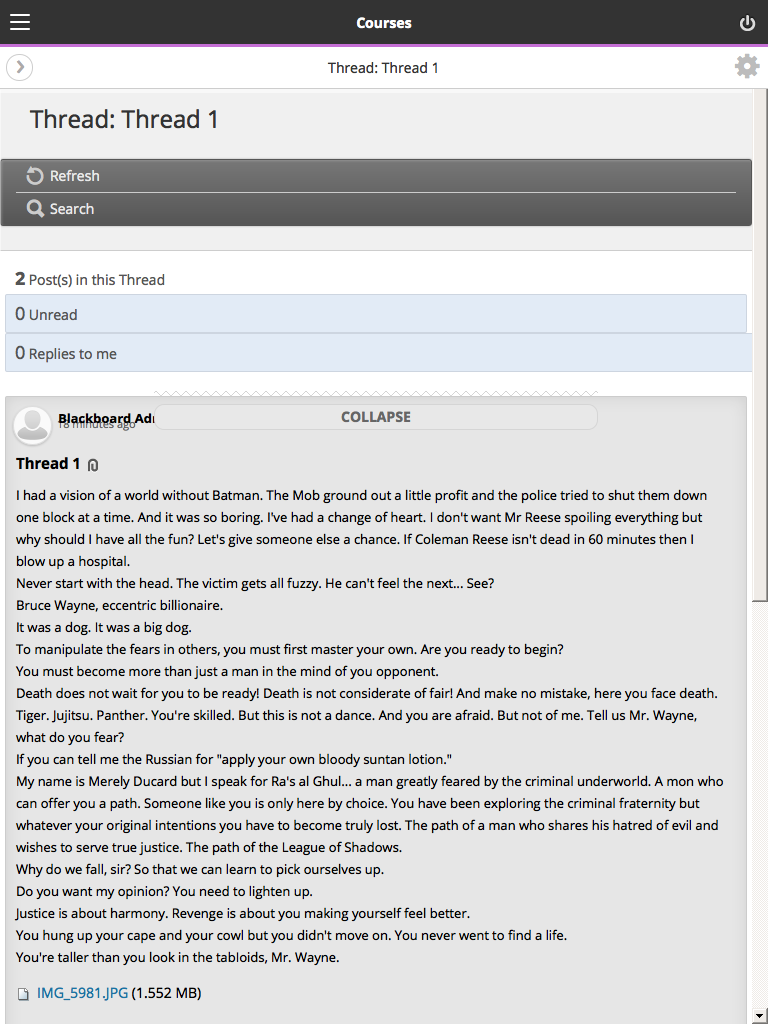 Courses
Thread: Thread 1
Thread: Thread 1
Refresh
Search
2 Post(s) in this Thread
0 Unread
0 Replies to me
Blackboard Adı
18 minutes ago
COLLAPSE
Thread 1
I had a vision of a world without Batman. The Mob ground out a little profit and the police tried to shut them down
one block at a time. And it was so boring. I've had a change of heart. I don't want Mr Reese spoiling everything but
why should I have all the fun? Let's give someone else a chance. If Coleman Reese isn't dead in 60 minutes then I
blow up a hospital.
Never start with the head. The victim gets all fuzzy. He can't feel the next... See?
Bruce Wayne, eccentric billionaire.
It was a dog. It was a big dog.
To manipulate the fears in others, you must first master your own. Are you ready to begin?
You must become more than just a man in the mind of you opponent.
Death does not wait for you to be ready! Death is not considerate of fair! And make no mistake, here you face death.
Tiger. Jujitsu. Panther. You're skilled. But this is not a dance. And you are afraid. But not of me. Tell us Mr. Wayne,
what do you fear?
If you can tell me the Russian for "apply your own bloody suntan lotion."
My name is Merely Ducard but I speak for Ra's al Ghul... a man greatly feared by the criminal underworld. A mon who
can offer you a path. Someone like you is only here by choice. You have been exploring the criminal fraternity but
whatever your original intentions you have to become truly lost. The path of a man who shares his hatred of evil and
wishes to serve true justice. The path of the League of Shadows.
Why do we fall, sir? So that we can learn to pick ourselves up.
Do you want my opinion? You need to lighten up.
Justice is about harmony. Revenge is about you making yourself feel better.
You hung up your cape and your cowl but you didn't move on. You never went to find a life.
You're taller than you look in the tabloids, Mr. Wayne.
IMG_5981.JPG (1.552 MB)